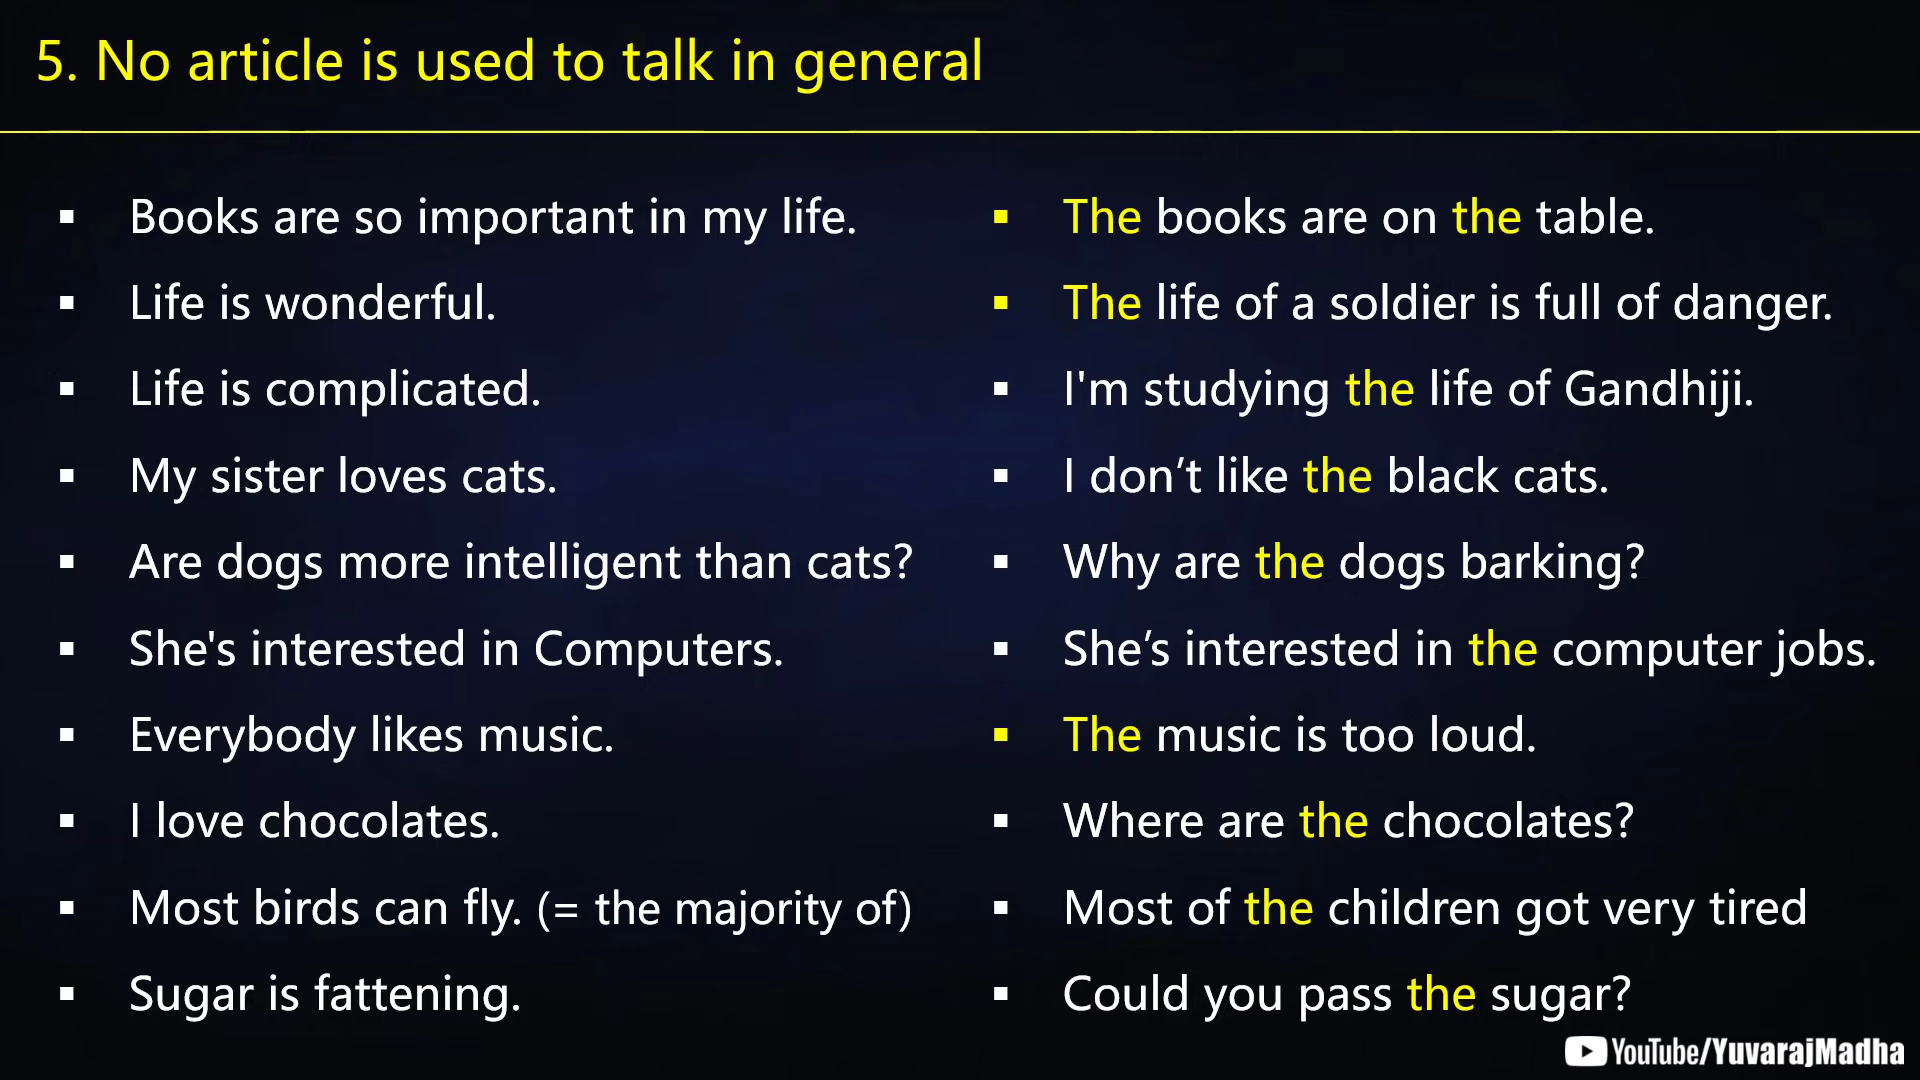 5. No article is used to talk in general
▪ Books are so important in my life.
▪ Life is wonderful.
▪ Life is complicated.
▪ My sister loves cats.
▪ Are dogs more intelligent than cats?
▪ She's interested in Computers.
▪ Everybody likes music.
▪ I love chocolates.
▪ Most birds can fly. (= the majority of)
▪ Sugar is fattening.
▪ The books are on the table.
▪ The life of a soldier is full of danger.
▪ I'm studying the life of Gandhiji.
▪ I don’t like the black cats.
▪ Why are the dogs barking?
▪ She’s interested in the computer jobs.
▪ The music is too loud.
▪ Where are the chocolates?
▪ Most of the children got very tired
▪ Could you pass the sugar?
YouTube/YuvarajMadha